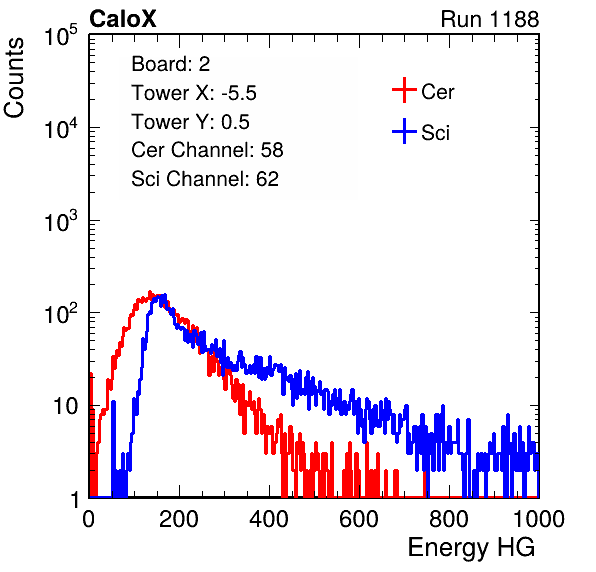 CaloX Run 1188
Counts
10^5
10^4
10^3
10^2
10
1
Board: 2
Tower X: -5.5
Tower Y: 0.5
Cer Channel: 58
Sci Channel: 62
Cer
Sci
0 200 400 600 800 1000
Energy HG